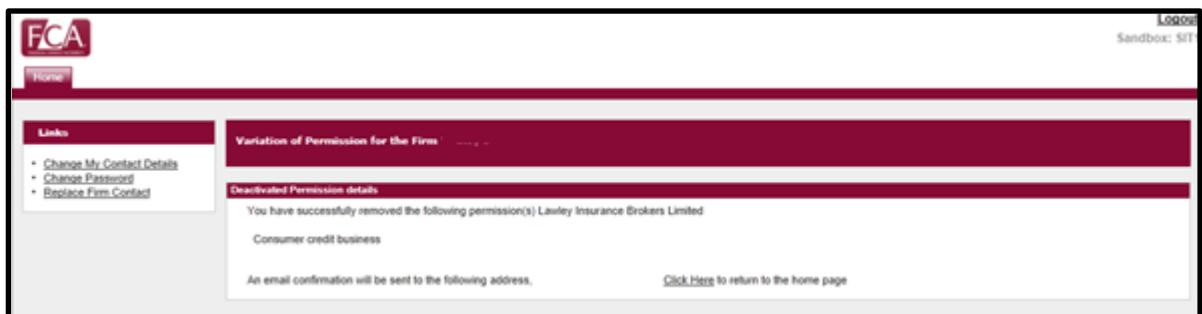 FCA
Logout
Sandbox: SIT1
Home
Links
Change My Contact Details
Change Password
Replace Firm Contact
Variation of Permission for the Firm
Deactivated Permission details
You have successfully removed the following permission(s) Lawley Insurance Brokers Limited
Consumer credit business
An email confirmation will be sent to the following address, Click Here to return to the home page